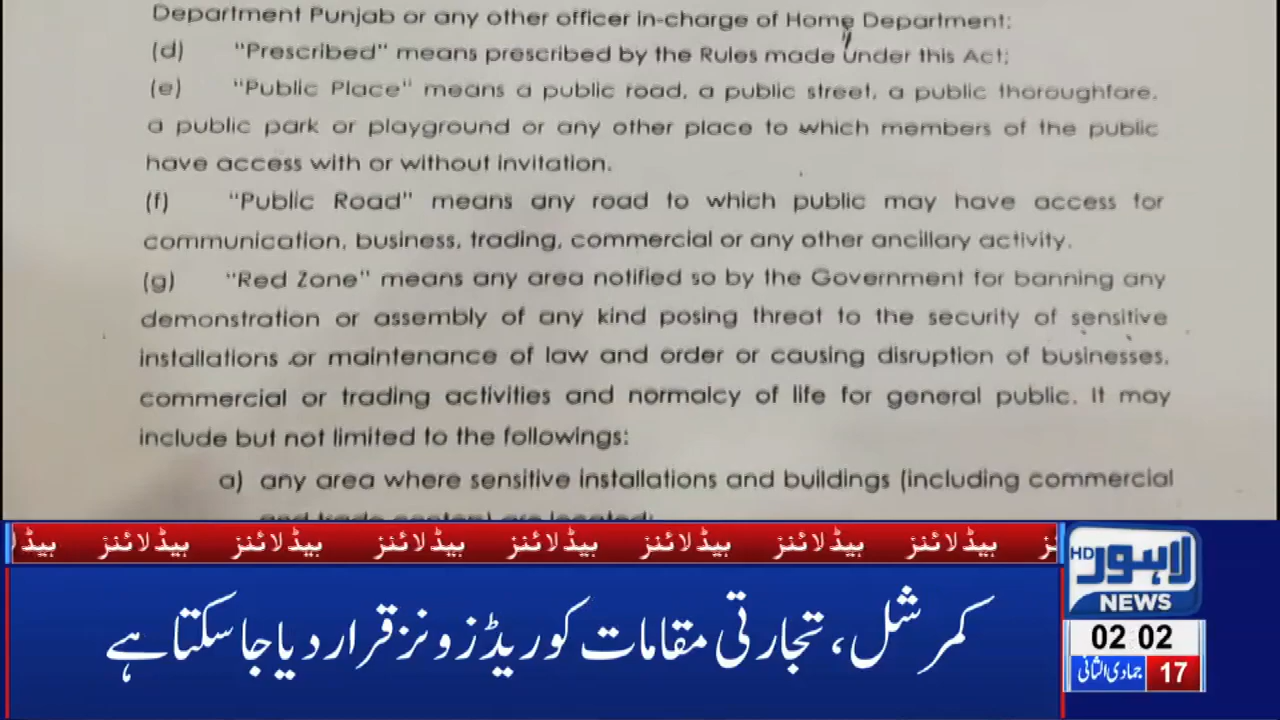 Department Punjab or any other officer in-charge of Home Department;
(d) "Prescribed" means prescribed by the Rules made under this Act;
(e) "Public Place" means a public road, a public street, a public thoroughfare,
a public park or playground or any other place to which members of the public
have access with or without invitation.
(f) "Public Road" means any road to which public may have access for
communication, business, trading, commercial or any other ancillary activity.
(g) "Red Zone" means any area notified so by the Government for banning any
demonstration or assembly of any kind posing threat to the security of sensitive
installations or maintenance of law and order or causing disruption of businesses,
commercial or trading activities and normalcy of life for general public. It may
include but not limited to the followings:
a) any area where sensitive installations and buildings (including commercial
and trade center) are located;
ہیڈلائنز ہیڈلائنز ہیڈلائنز ہیڈلائنز ہیڈلائنز ہیڈلائنز ہیڈلائنز
کمرشل، تجارتی مقامات کو ریڈ زونز قرار دیا جا سکتا ہے
لاہور HD
NEWS
02 02
17 جمادی الثانی